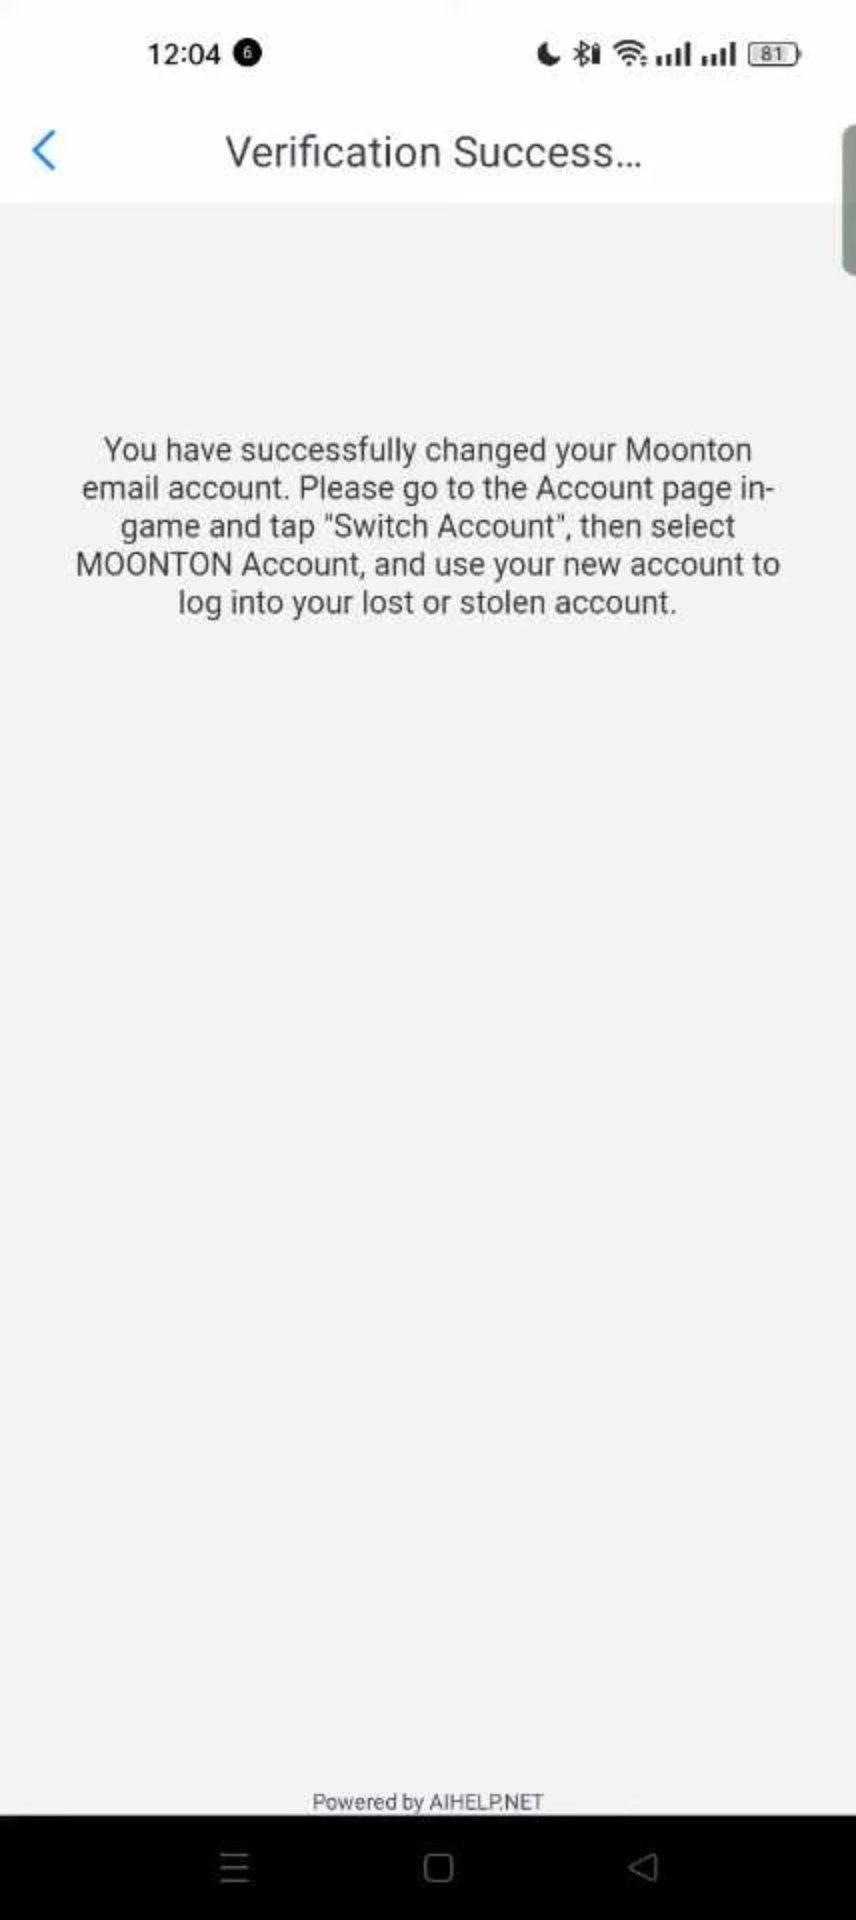 12:04 6 81
Verification Success...
You have successfully changed your Moonton
email account. Please go to the Account page in-
game and tap "Switch Account", then select
MOONTON Account, and use your new account to
log into your lost or stolen account.
Powered by AIHELP.NET